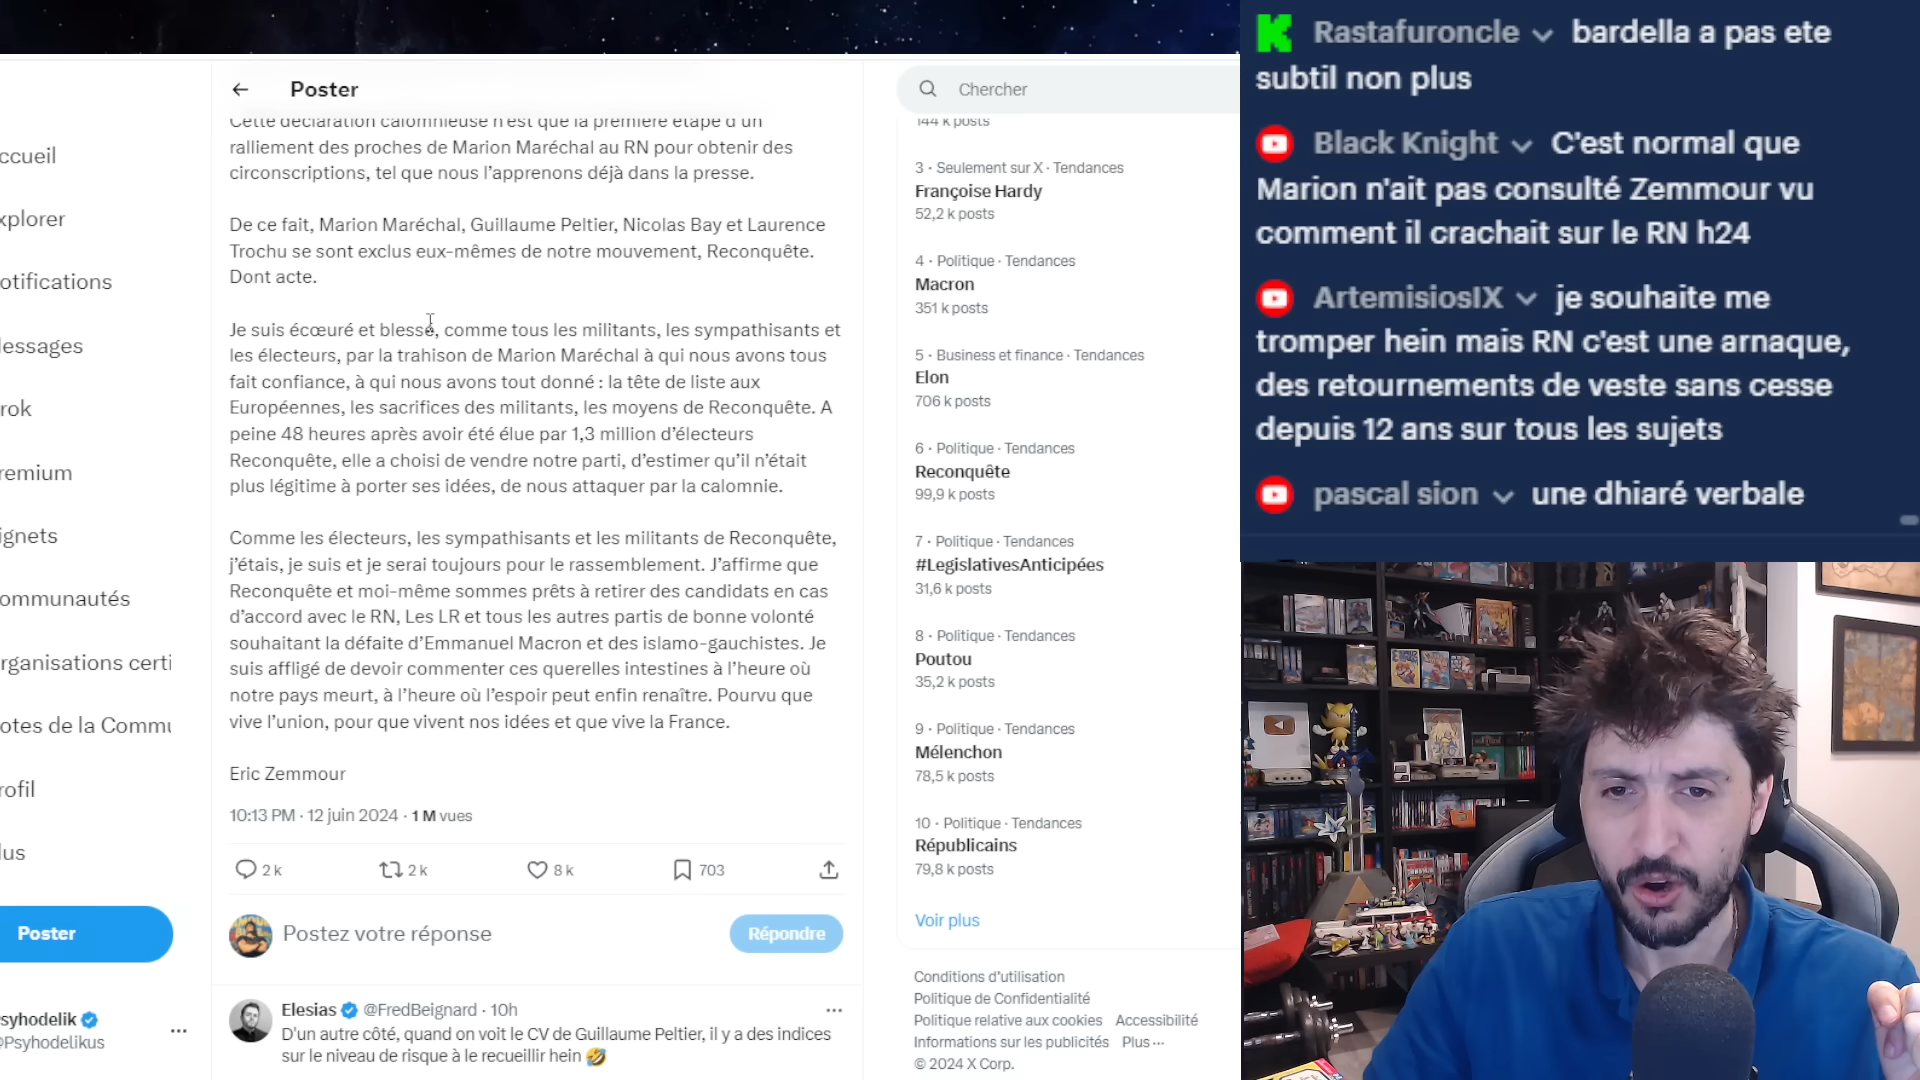 Poster
Chercher
Cette déclaration calomnieuse n'est que la première étape d'un
ralliement des proches de Marion Maréchal au RN pour obtenir des
circonscriptions, tel que nous l'apprenons déjà dans la presse.
De ce fait, Marion Maréchal, Guillaume Peltier, Nicolas Bay et Laurence
Trochu se sont exclus eux-mêmes de notre mouvement, Reconquête.
Dont acte.
Je suis écœuré et blessé, comme tous les militants, les sympathisants et
les électeurs, par la trahison de Marion Maréchal à qui nous avons tous
fait confiance, à qui nous avons tout donné : la tête de liste aux
Européennes, les sacrifices des militants, les moyens de Reconquête. A
peine 48 heures après avoir été élue par 1,3 million d'électeurs
Reconquête, elle a choisi de vendre notre parti, d'estimer qu'il n'était
plus légitime à porter ses idées, de nous attaquer par la calomnie.
Comme les électeurs, les sympathisants et les militants de Reconquête,
j'étais, je suis et je serai toujours pour le rassemblement. J'affirme que
Reconquête et moi-même sommes prêts à retirer des candidats en cas
d'accord avec le RN, Les LR et tous les autres partis de bonne volonté
souhaitant la défaite d'Emmanuel Macron et des islamo-gauchistes. Je
suis affligé de devoir commenter ces querelles intestines à l'heure où
notre pays meurt, à l'heure où l'espoir peut enfin renaître. Pourvu que
vive l'union, pour que vivent nos idées et que vive la France.
Eric Zemmour
10:13 PM · 12 juin 2024 · 1 M vues
2 k
2 k
8 k
703
Postez votre réponse
Répondre
Elesias @FredBeignard · 10h
D'un autre côté, quand on voit le CV de Guillaume Peltier, il y a des indices
sur le niveau de risque à le recueillir hein 🤣
ccueil
xplorer
otifications
lessages
rok
remium
ignets
ommunautés
rganisations certi
otes de la Commu
rofil
lus
Poster
syhodelik
@Psyhodelikus
144 k posts
3 · Seulement sur X · Tendances
Françoise Hardy
52,2 k posts
4 · Politique · Tendances
Macron
351 k posts
5 · Business et finance · Tendances
Elon
706 k posts
6 · Politique · Tendances
Reconquête
99,9 k posts
7 · Politique · Tendances
#LegislativesAnticipées
31,6 k posts
8 · Politique · Tendances
Poutou
35,2 k posts
9 · Politique · Tendances
Mélenchon
78,5 k posts
10 · Politique · Tendances
Républicains
79,8 k posts
Voir plus
Conditions d'utilisation
Politique de Confidentialité
Politique relative aux cookies Accessibilité
Informations sur les publicités Plus ···
© 2024 X Corp.
Rastafuroncle bardella a pas ete
subtil non plus
Black Knight C'est normal que
Marion n'ait pas consulté Zemmour vu
comment il crachait sur le RN h24
ArtemisiosIX je souhaite me
tromper hein mais RN c'est une arnaque,
des retournements de veste sans cesse
depuis 12 ans sur tous les sujets
pascal sion une dhiaré verbale